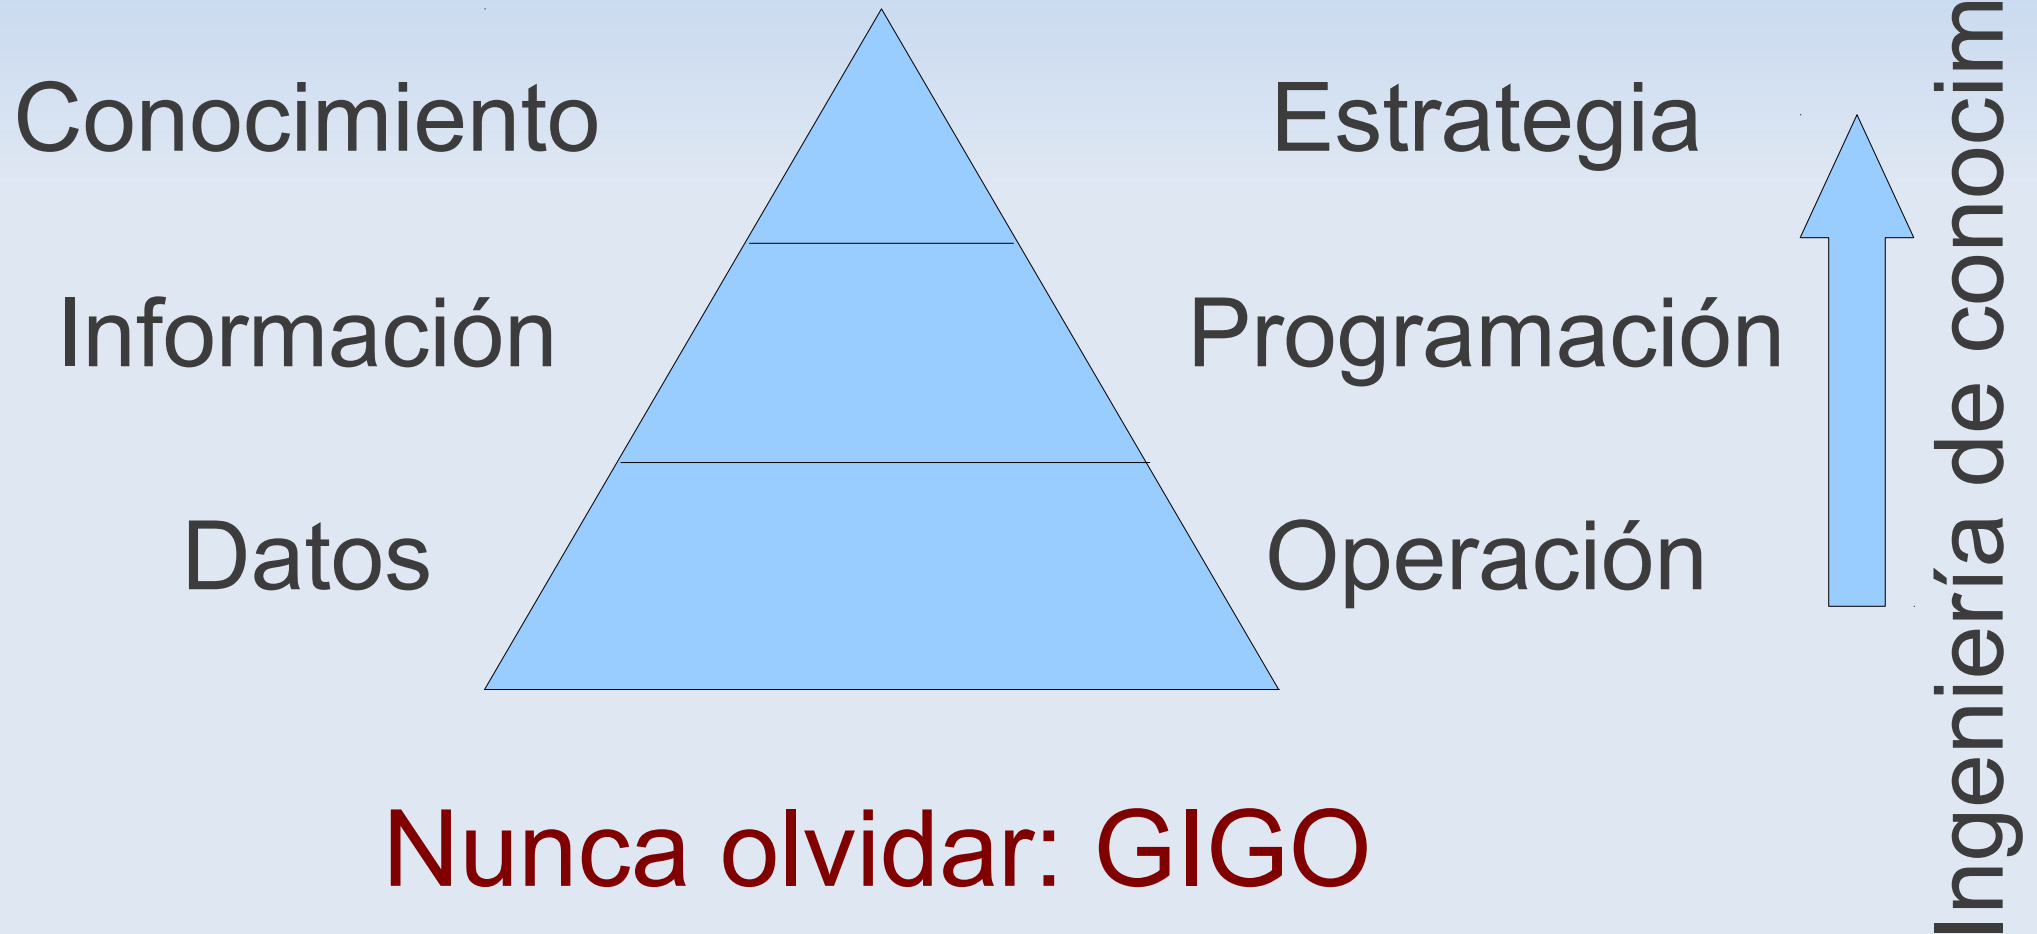 Conocimiento
Estrategia
Información
Programación
Datos
Operación
Ingeniería de conocim
Nunca olvidar: GIGO